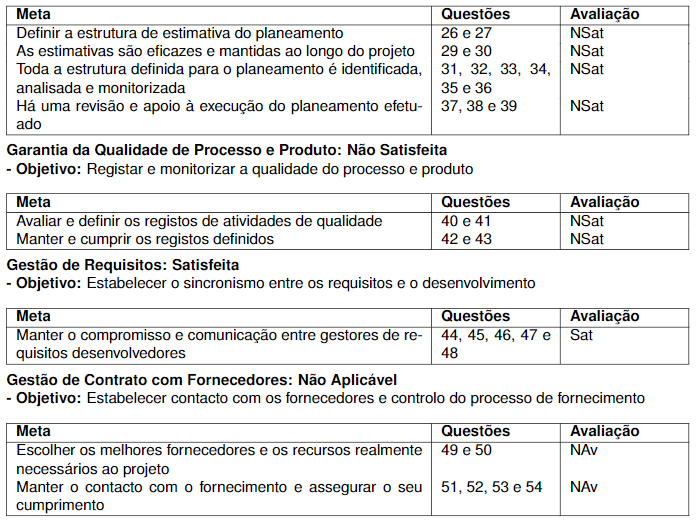 Meta Questões Avaliação
Definir a estrutura de estimativa do planeamento 26 e 27 NSat
As estimativas são eficazes e mantidas ao longo do projeto 29 e 30 NSat
Toda a estrutura definida para o planeamento é identificada, 31, 32, 33, 34, NSat
analisada e monitorizada 35 e 36
Há uma revisão e apoio à execução do planeamento efetu- 37, 38 e 39 NSat
ado
Garantia da Qualidade de Processo e Produto: Não Satisfeita
- Objetivo: Registar e monitorizar a qualidade do processo e produto
Meta Questões Avaliação
Avaliar e definir os registos de atividades de qualidade 40 e 41 NSat
Manter e cumprir os registos definidos 42 e 43 NSat
Gestão de Requisitos: Satisfeita
- Objetivo: Estabelecer o sincronismo entre os requisitos e o desenvolvimento
Meta Questões Avaliação
Manter o compromisso e comunicação entre gestores de re- 44, 45, 46, 47 e Sat
quisitos desenvolvedores 48
Gestão de Contrato com Fornecedores: Não Aplicável
- Objetivo: Estabelecer contacto com os fornecedores e controlo do processo de fornecimento
Meta Questões Avaliação
Escolher os melhores fornecedores e os recursos realmente 49 e 50 NAv
necessários ao projeto
Manter o contacto com o fornecimento e assegurar o seu 51, 52, 53 e 54 NAv
cumprimento